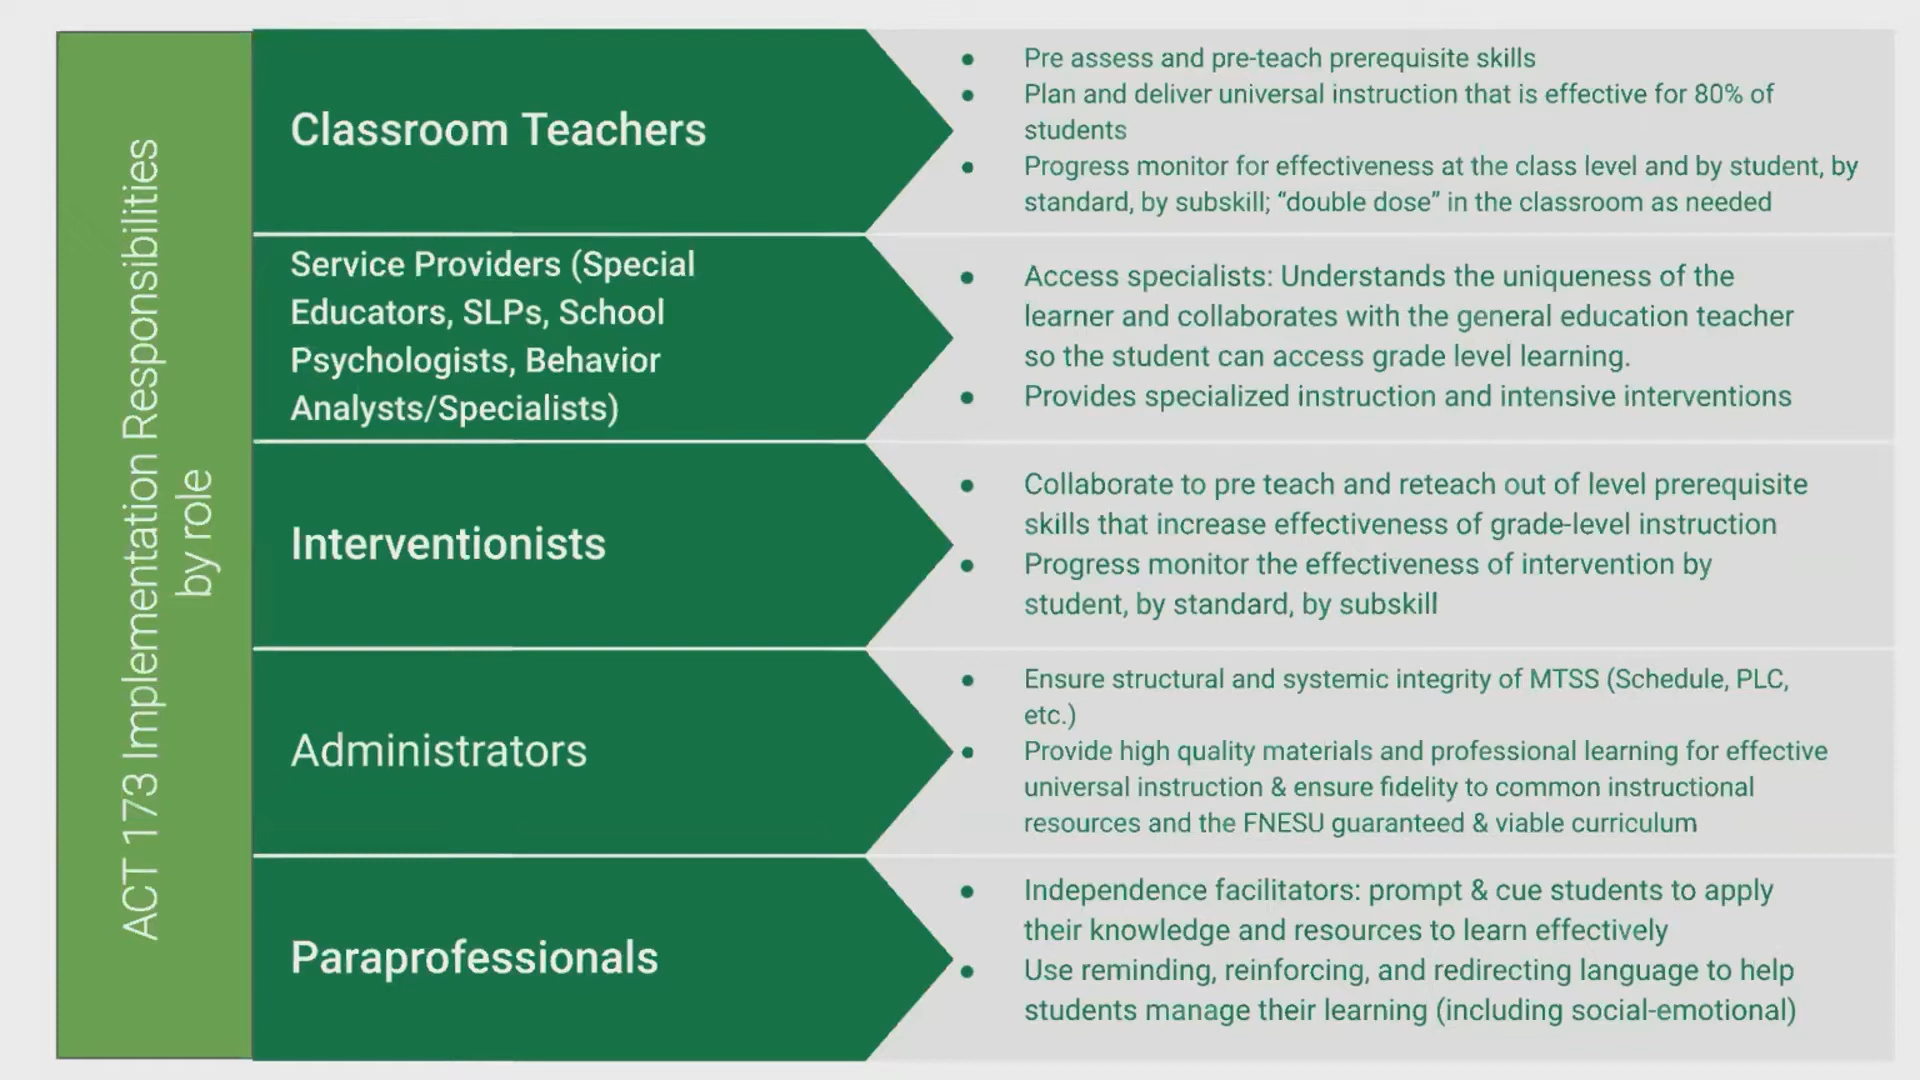 ACT 173 Implementation Responsibilities
by role
Classroom Teachers
● Pre assess and pre-teach prerequisite skills
● Plan and deliver universal instruction that is effective for 80% of
students
● Progress monitor for effectiveness at the class level and by student, by
standard, by subskill; “double dose” in the classroom as needed
Service Providers (Special
Educators, SLPs, School
Psychologists, Behavior
Analysts/Specialists)
● Access specialists: Understands the uniqueness of the
learner and collaborates with the general education teacher
so the student can access grade level learning.
● Provides specialized instruction and intensive interventions
Interventionists
● Collaborate to pre teach and reteach out of level prerequisite
skills that increase effectiveness of grade-level instruction
● Progress monitor the effectiveness of intervention by
student, by standard, by subskill
Administrators
● Ensure structural and systemic integrity of MTSS (Schedule, PLC,
etc.)
● Provide high quality materials and professional learning for effective
universal instruction & ensure fidelity to common instructional
resources and the FNESU guaranteed & viable curriculum
Paraprofessionals
● Independence facilitators: prompt & cue students to apply
their knowledge and resources to learn effectively
● Use reminding, reinforcing, and redirecting language to help
students manage their learning (including social-emotional)